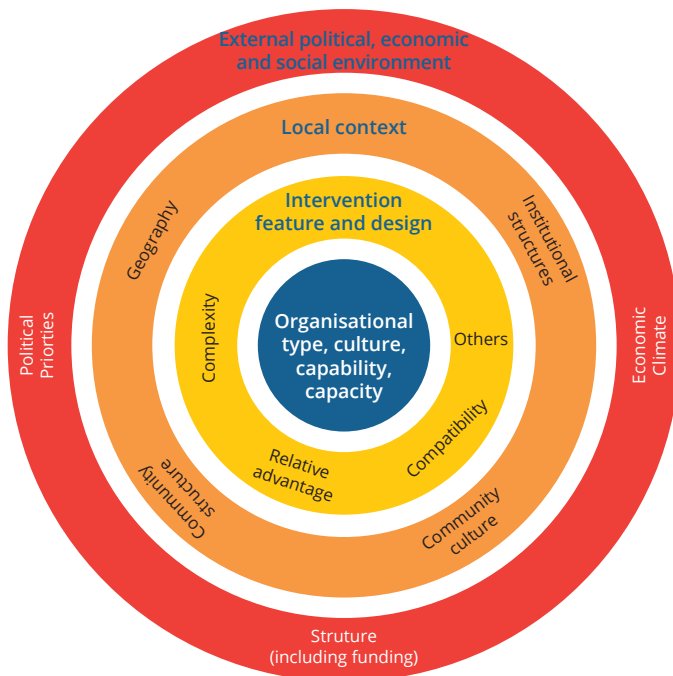 External political, economic
and social environment
Local context
Intervention
feature and design
Geography
Institutional
structures
Complexity
Organisational
type, culture,
capability,
capacity
Others
Political
Priorties
Economic
Climate
Relative
advantage
Compatibility
Community
structure
Community
culture
Struture
(including funding)